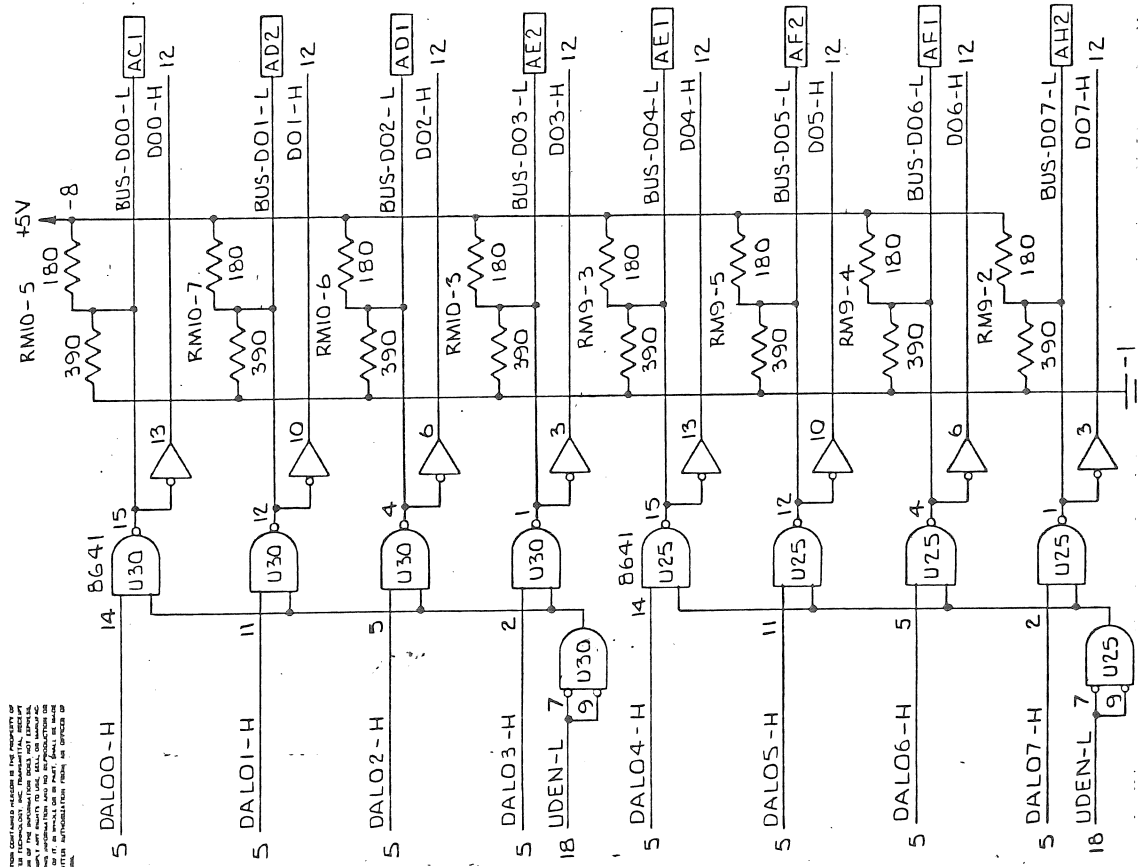 +5V
-8
RM10-5
180
390
8641
5 DAL00-H 14 U30 15 13 BUS-D00-L AC1
D00-H 12
RM10-7
180
390
5 DAL01-H 11 U30 12 10 BUS-D01-L AD2
D01-H 12
RM10-6
180
390
5 DAL02-H 5 U30 4 6 BUS-D02-L AD1
D02-H 12
RM10-3
180
390
5 DAL03-H 2 U30 1 3 BUS-D03-L AE2
D03-H 12
18 UDEN-L 7 9 U30
RM9-3
180
390
8641
5 DAL04-H 14 U25 15 13 BUS-D04-L AE1
D04-H 12
RM9-5
180
390
5 DAL05-H 11 U25 12 10 BUS-D05-L AF2
D05-H 12
RM9-4
180
390
5 DAL06-H 5 U25 4 6 BUS-D06-L AF1
D06-H 12
RM9-2
180
390
5 DAL07-H 2 U25 1 3 BUS-D07-L AH2
D07-H 12
18 UDEN-L 7 9 U25
-1